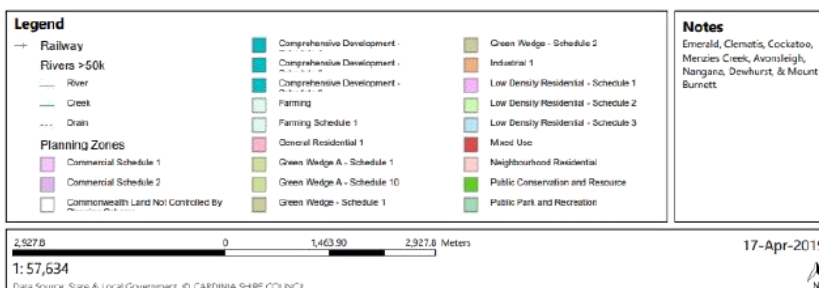 Legend
Railway
Rivers >50k
River
Creek
Drain
Planning Zones
Commercial Schedule 1
Commercial Schedule 2
Commonwealth Land Not Controlled By
Comprehensive Development -
Comprehensive Development -
Comprehensive Development -
Farming
Farming Schedule 1
General Residential 1
Green Wedge A - Schedule 1
Green Wedge A - Schedule 10
Green Wedge - Schedule 1
Green Wedge - Schedule 2
Industrial 1
Low Density Residential - Schedule 1
Low Density Residential - Schedule 2
Low Density Residential - Schedule 3
Mixed Use
Neighbourhood Residential
Public Conservation and Resource
Public Park and Recreation
Notes
Emerald, Clematis, Cockatoo,
Menzies Creek, Avonsleigh,
Nangana, Dewhurst, & Mount
Burnett
2,927.8 0 1,463.90 2,927.8 Meters
1: 57,634
17-Apr-2019
Data Source: State & Local Government. © CARDINIA SHIRE COUNCIL
N